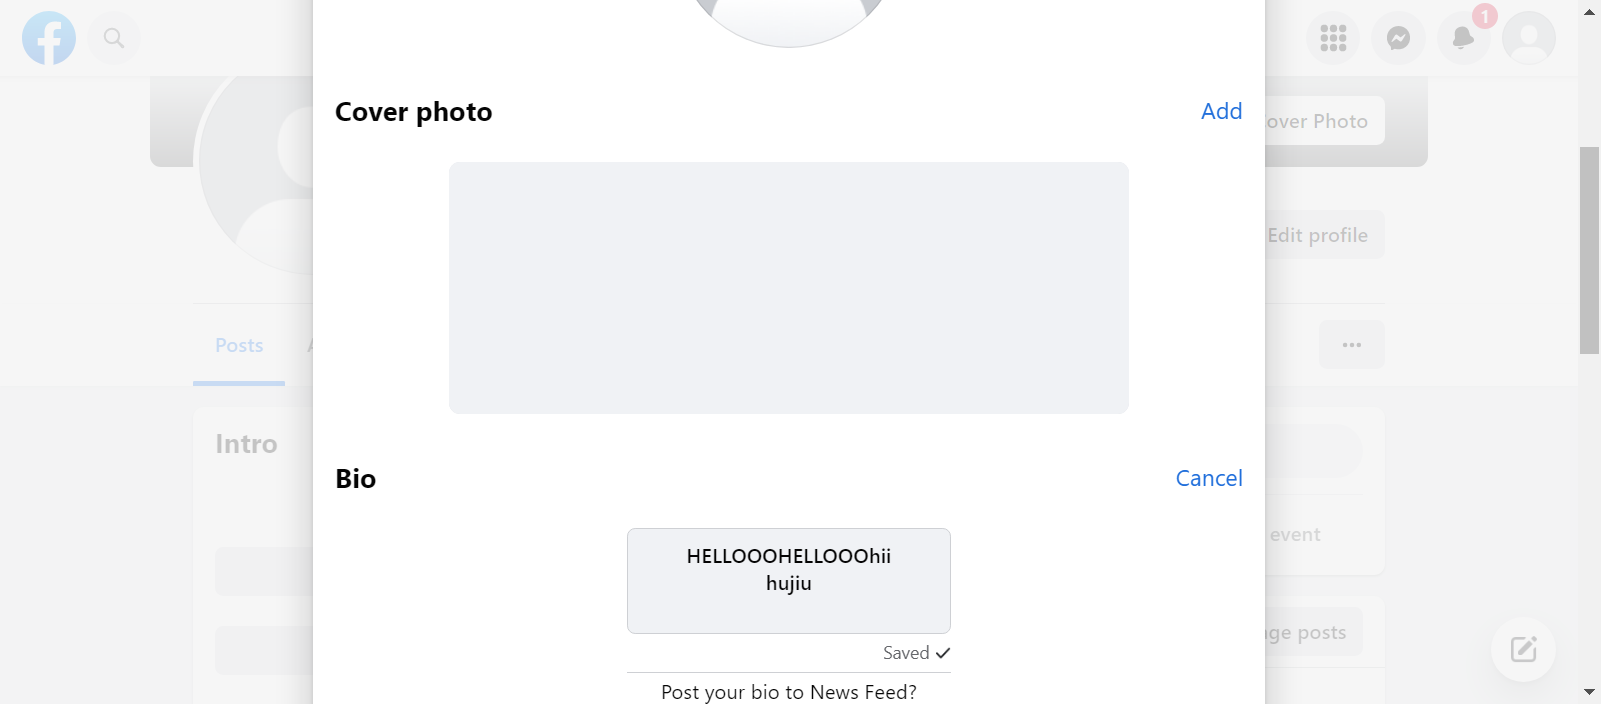 1
Cover photo
Add
over Photo
Edit profile
Posts
Intro
Bio
Cancel
event
HELLOOOHELLOOOhii
hujiu
ge posts
Saved
Post your bio to News Feed?